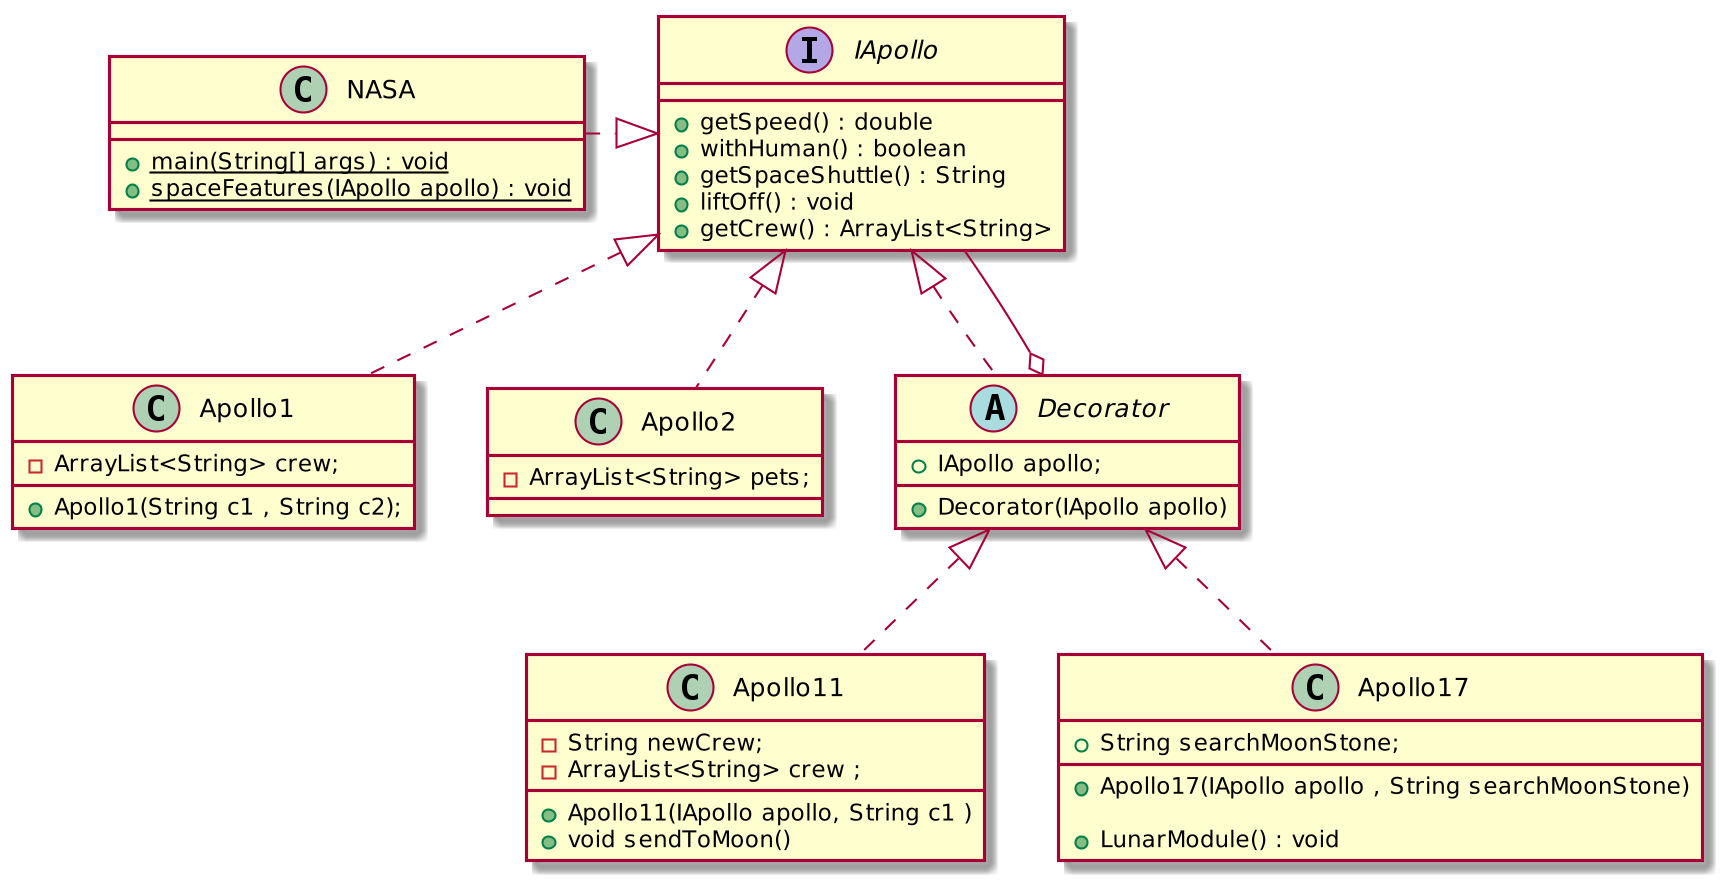 C NASA
main(String[] args) : void
spaceFeatures(IApollo apollo) : void
I IApollo
getSpeed() : double
withHuman() : boolean
getSpaceShuttle() : String
liftOff() : void
getCrew() : ArrayList<String>
C Apollo1
ArrayList<String> crew;
Apollo1(String c1 , String c2);
C Apollo2
ArrayList<String> pets;
A Decorator
IApollo apollo;
Decorator(IApollo apollo)
C Apollo11
String newCrew;
ArrayList<String> crew ;
Apollo11(IApollo apollo, String c1 )
void sendToMoon()
C Apollo17
String searchMoonStone;
Apollo17(IApollo apollo , String searchMoonStone)
LunarModule() : void